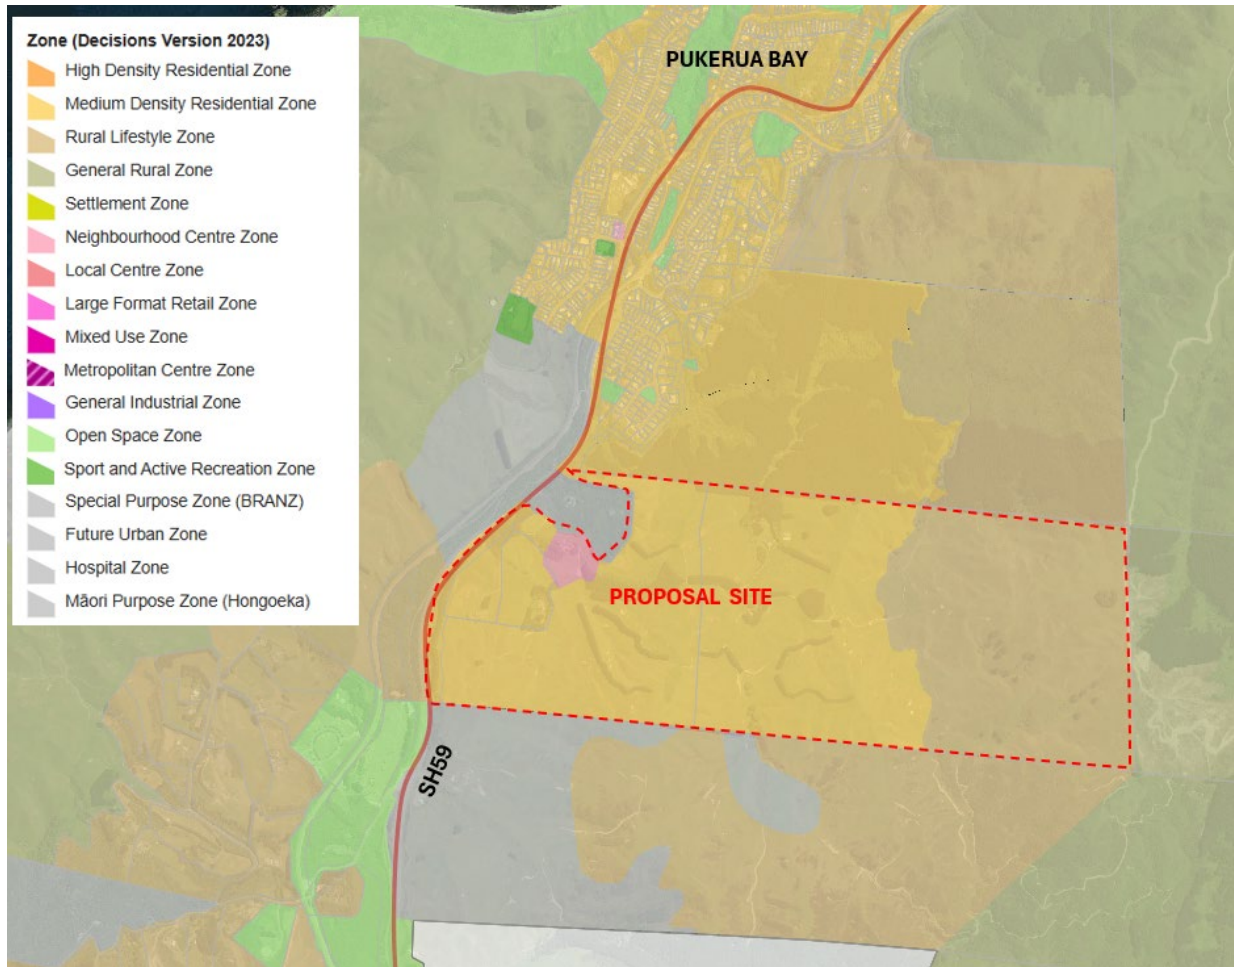 Zone (Decisions Version 2023)
High Density Residential Zone
Medium Density Residential Zone
Rural Lifestyle Zone
General Rural Zone
Settlement Zone
Neighbourhood Centre Zone
Local Centre Zone
Large Format Retail Zone
Mixed Use Zone
Metropolitan Centre Zone
General Industrial Zone
Open Space Zone
Sport and Active Recreation Zone
Special Purpose Zone (BRANZ)
Future Urban Zone
Hospital Zone
Māori Purpose Zone (Hongoeka)
PUKERUA BAY
PROPOSAL SITE
SH59